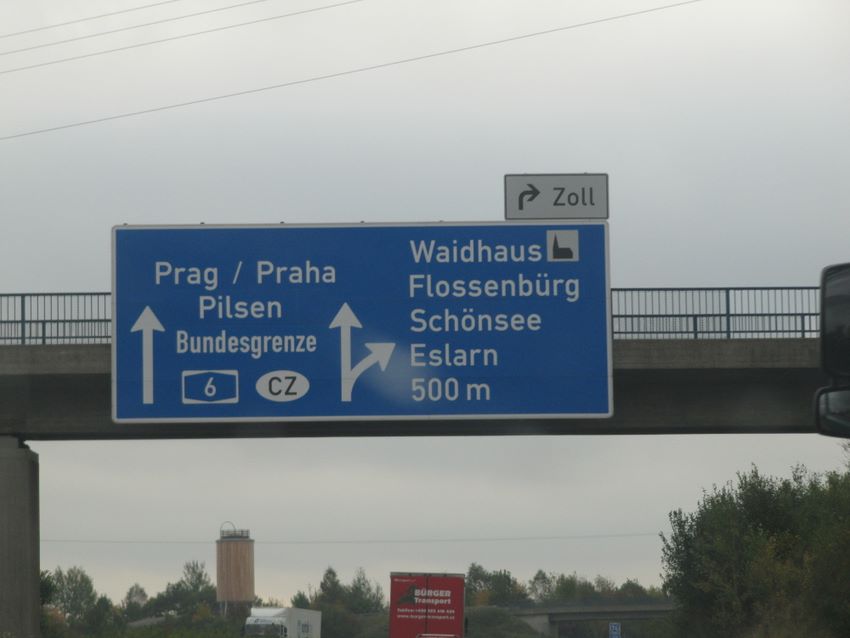 Zoll
Prag / Praha
Pilsen
Bundesgrenze
6 CZ
Waidhaus
Flossenbürg
Schönsee
Eslarn
500 m
BÜRGER
Transport